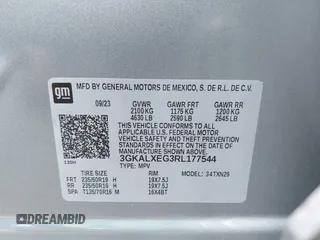 gm
MFD BY GENERAL MOTORS DE MEXICO, S. DE R.L. DE C.V.
09/23 GVWR GAWR FRT GAWR RR
2100 KG 1175 KG 1200 KG
4630 LB 2590 LB 2645 LB
THIS VEHICLE CONFORMS TO ALL APPLICABLE
U.S. FEDERAL MOTOR VEHICLE SAFETY,
BUMPER, AND THEFT PREVENTION STANDARDS
IN EFFECT ON THE DATE OF MANUFACTURE
SHOWN ABOVE.
3GKALXEG3RL177544
TYPE: MPV
TIRE SIZE RIM MODEL: 34TXN26
FRT 235/50R19 H 19X7.5J
RR 235/50R19 H 19X7.5J
SPA T135/70R16 M 16X4BT
DREAMBID